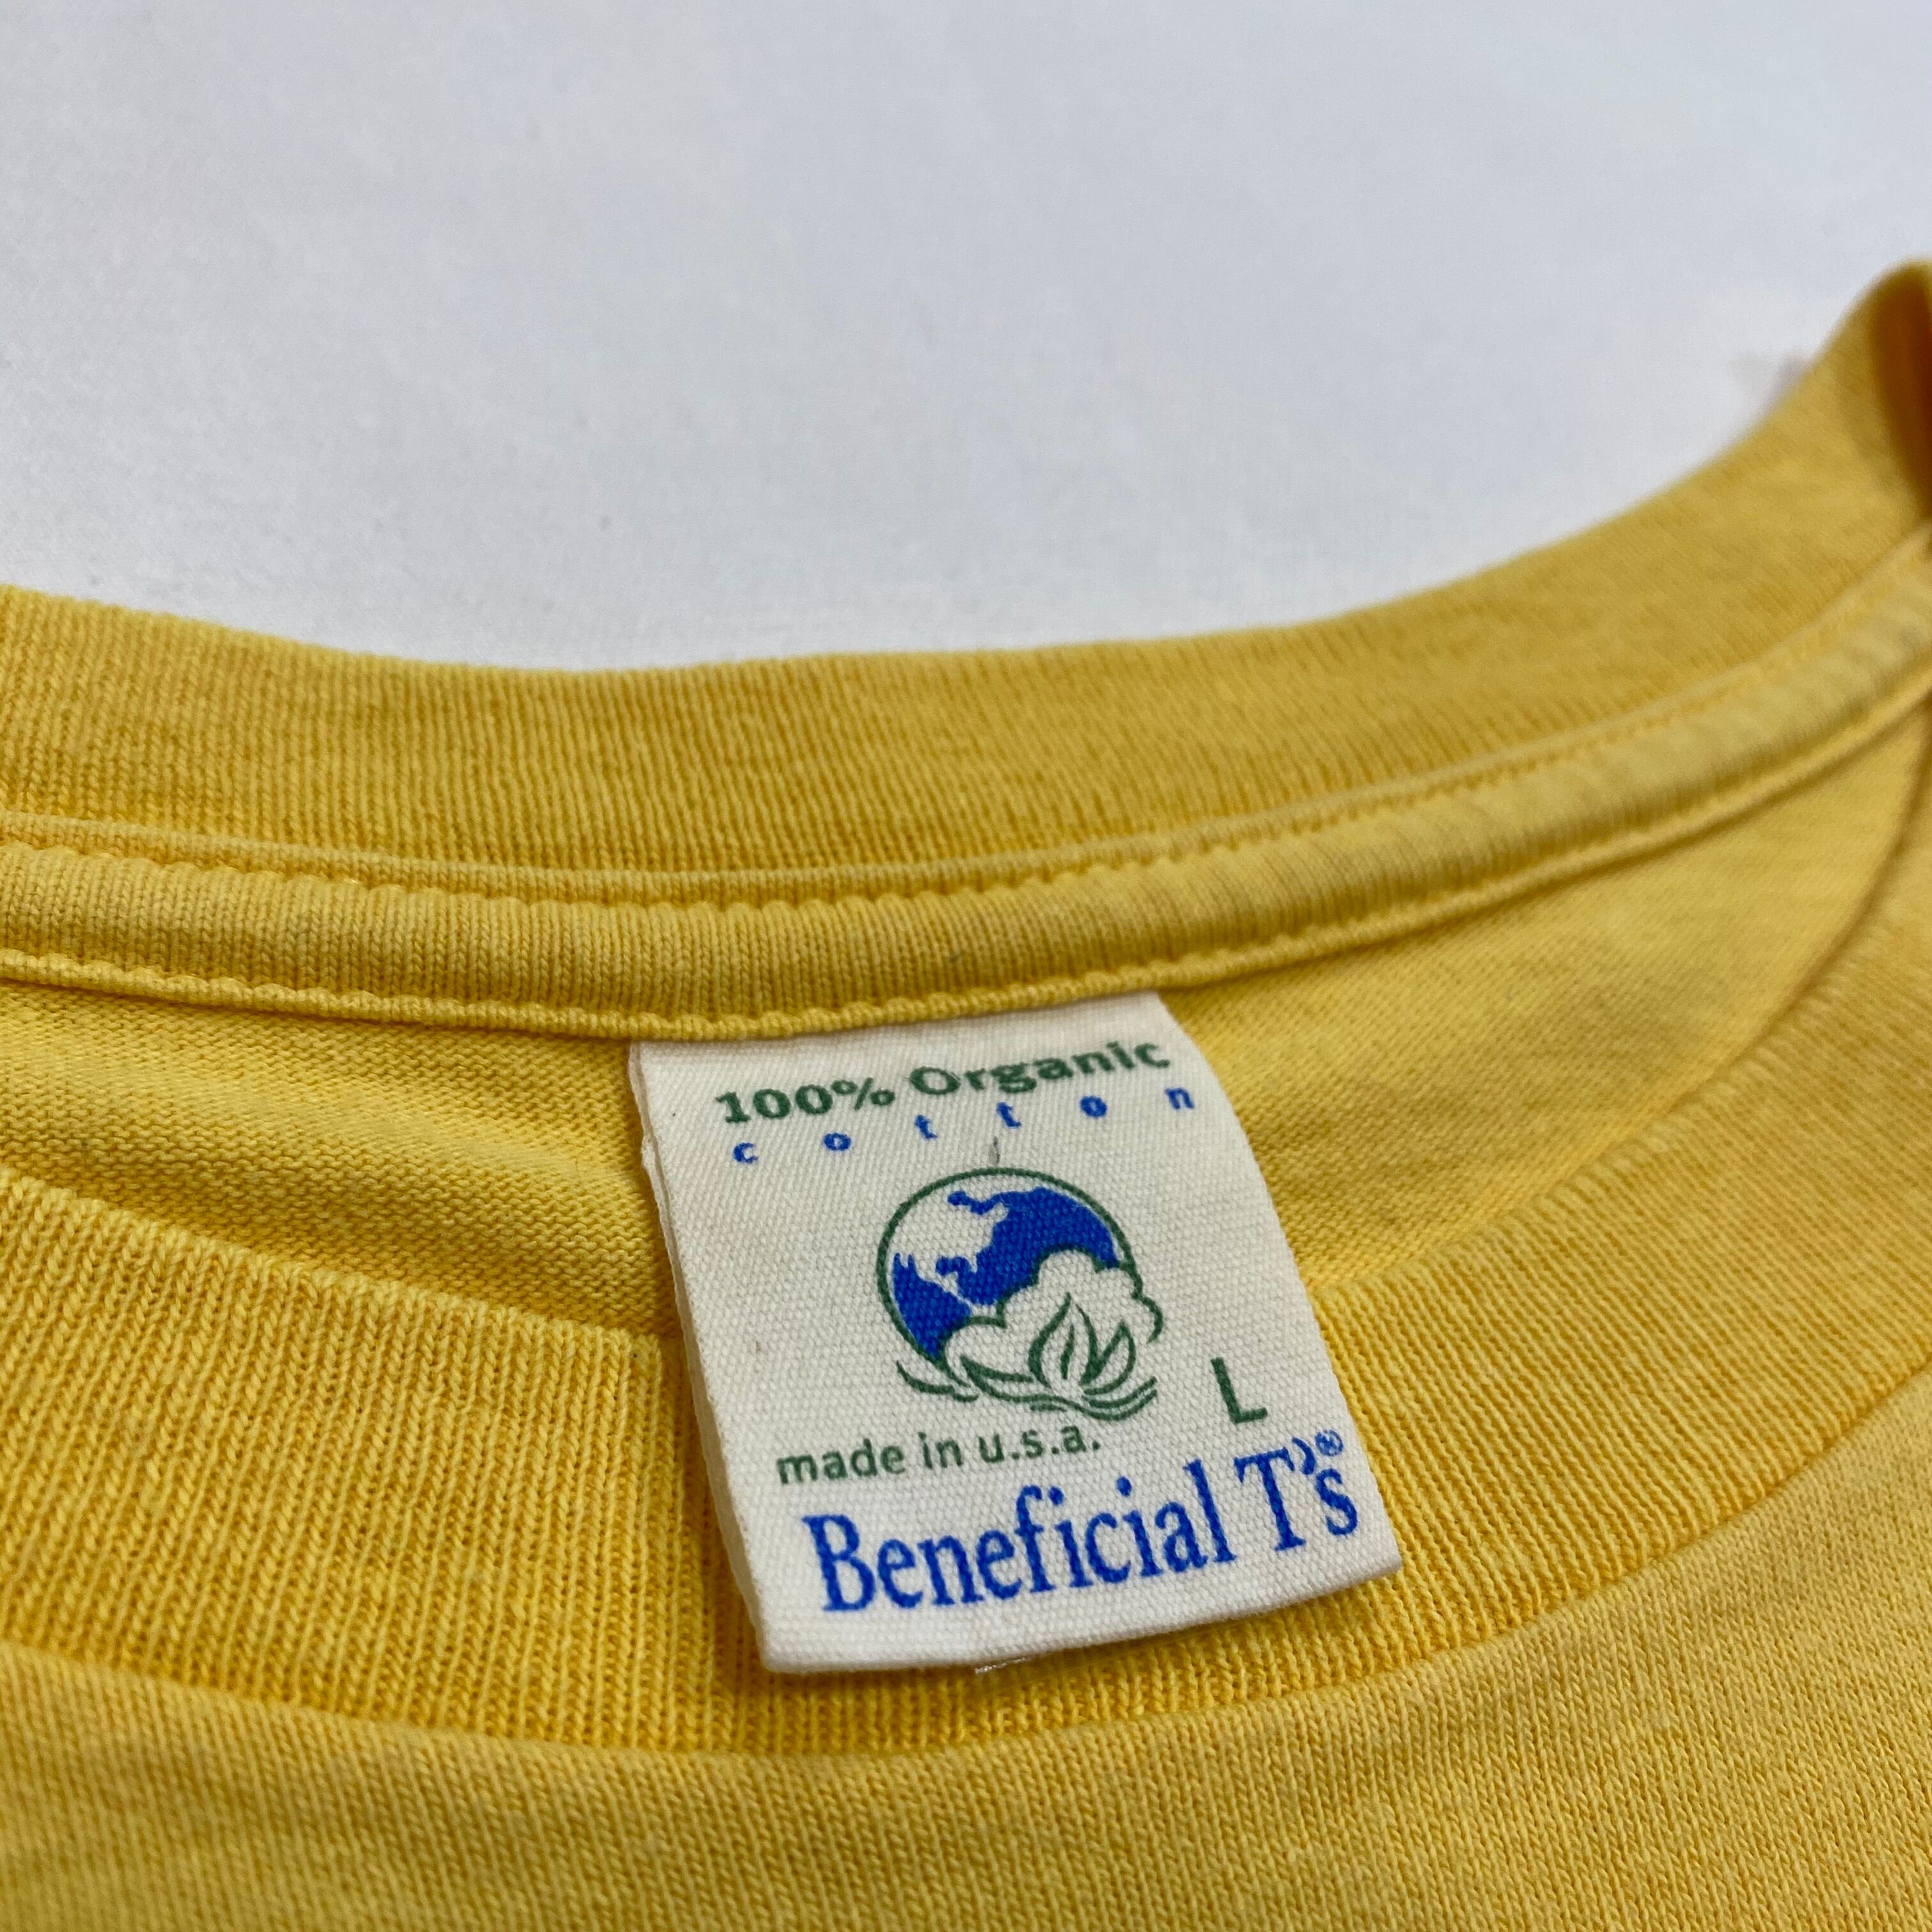 100% Organic
cotton
L
made in u.s.a.
Beneficial T's®